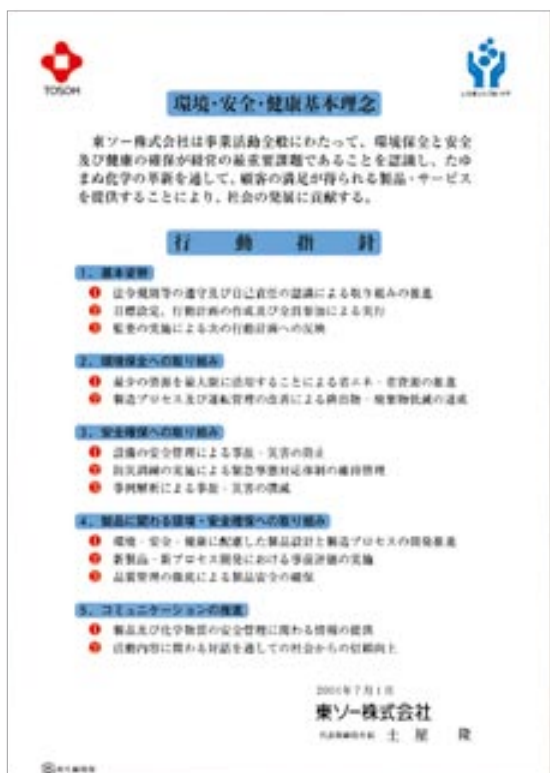 TOSOH
環境・安全・健康基本理念
東ソー株式会社は事業活動全般にわたって、環境保全と安全
及び健康の確保が経営の最重要課題であることを認識し、たゆ
まぬ化学の革新を通して、顧客の満足が得られる製品・サービス
を提供することにより、社会の発展に貢献する。
行動指針
1．基本姿勢
❶ 法令規則等の遵守及び自己責任の認識による取り組みの推進
❷ 目標設定、行動計画の作成及び全員参加による実行
❸ 監査の実施による次の行動計画への反映
2．環境保全への取り組み
❶ 最少の資源を最大限に活用することによる省エネ・省資源の推進
❷ 製造プロセス及び運転管理の改善による排出物・廃棄物低減の達成
3．安全確保への取り組み
❶ 設備の安全管理による事故・災害の防止
❷ 防災訓練の実施による緊急事態対応体制の維持管理
❸ 事例解析による事故・災害の撲滅
4．製品に関わる環境・安全確保への取り組み
❶ 環境・安全・健康に配慮した製品設計と製造プロセスの開発推進
❷ 新製品・新プロセス開発における事前評価の実施
❸ 品質管理の徹底による製品安全の確保
5．コミュニケーションの推進
❶ 製品及び化学物質の安全管理に関わる情報の提供
❷ 活動内容に関わる対話を通しての社会からの信頼向上
2001年7月1日
東ソー株式会社
代表取締役社長 土屋 隆